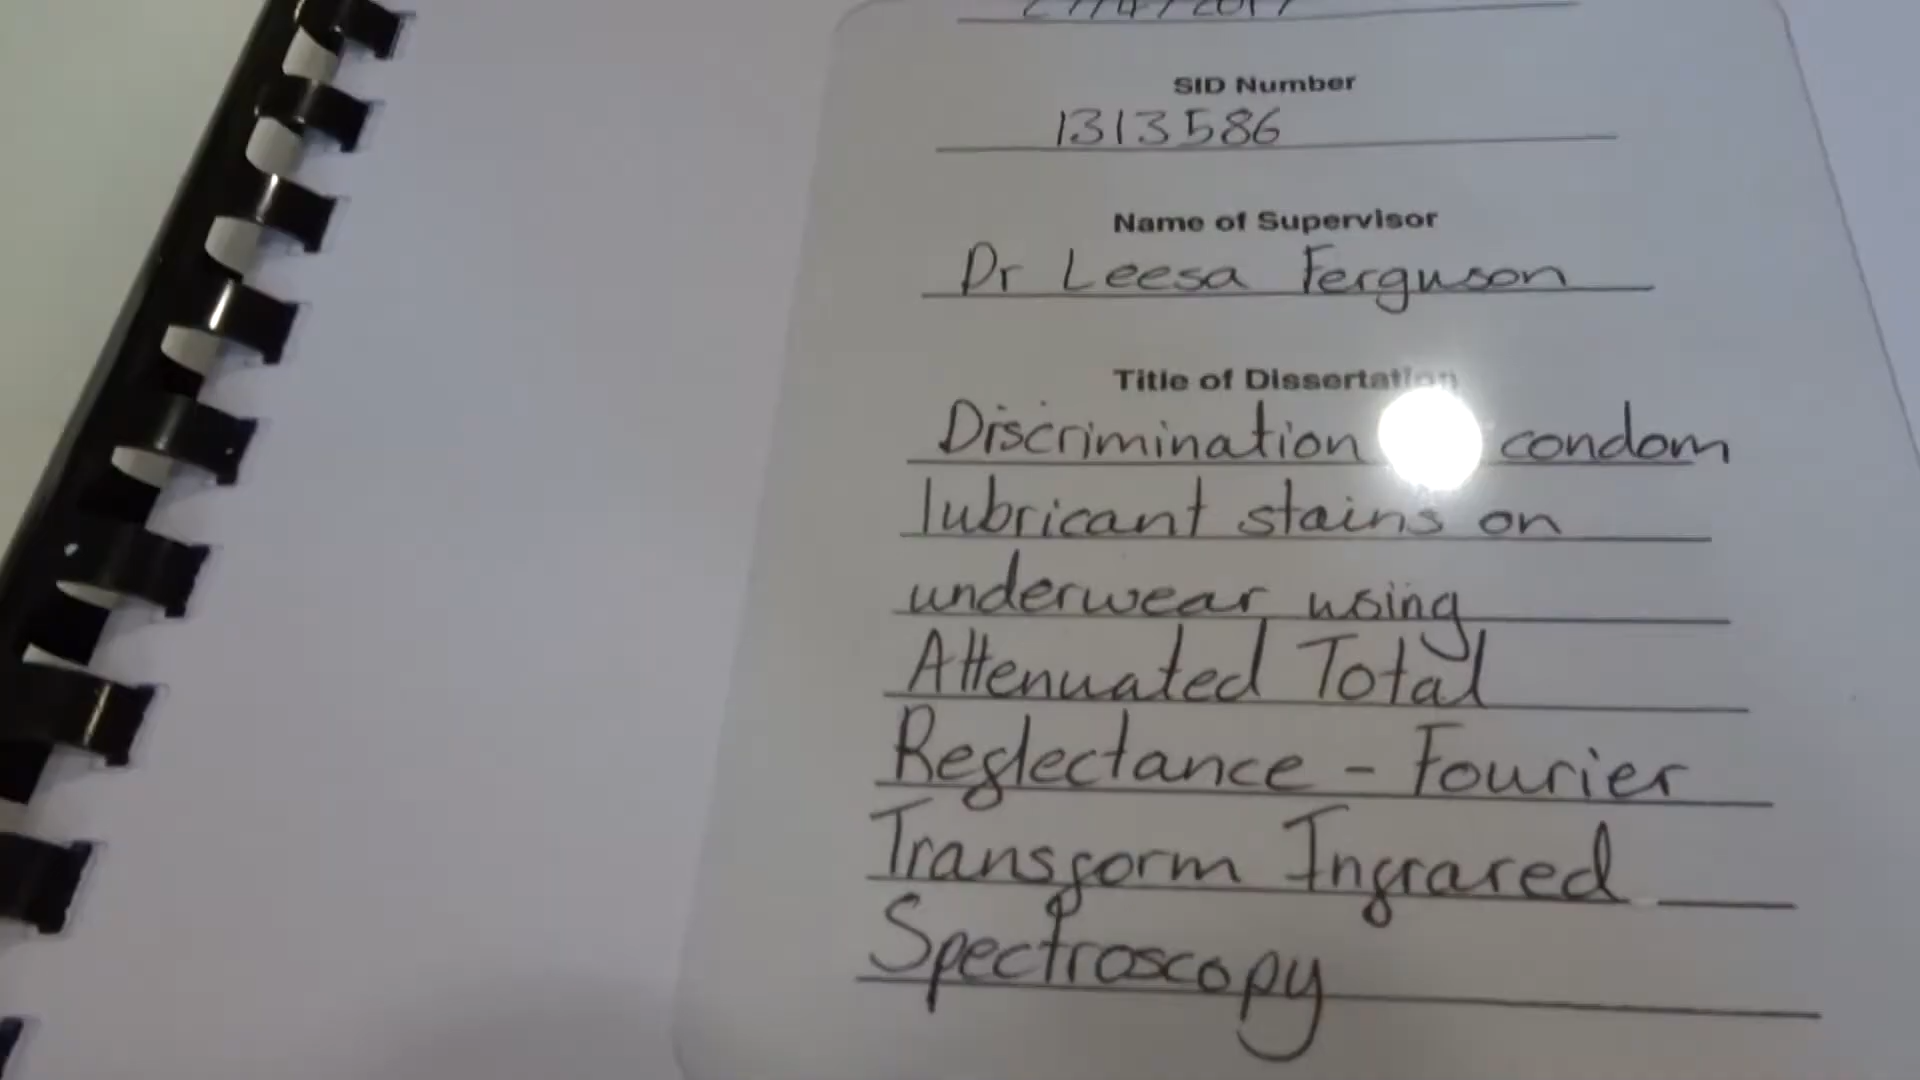 SID Number
1313586
Name of Supervisor
Dr Leesa Ferguson
Title of Dissertation
Discrimination condom
lubricant stains on
underwear using
Attenuated Total
Reflectance - Fourier
Transform Infrared
Spectroscopy